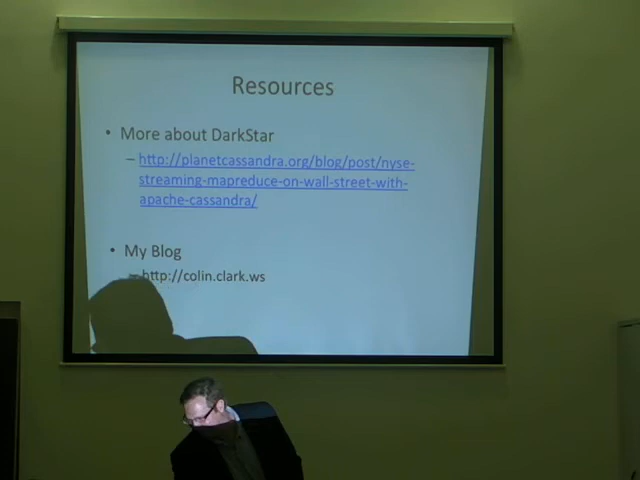 Resources
• More about DarkStar
– http://planetcassandra.org/blog/post/nyse-
streaming-mapreduce-on-wall-street-with-
apache-cassandra/
• My Blog
– http://colin.clark.ws